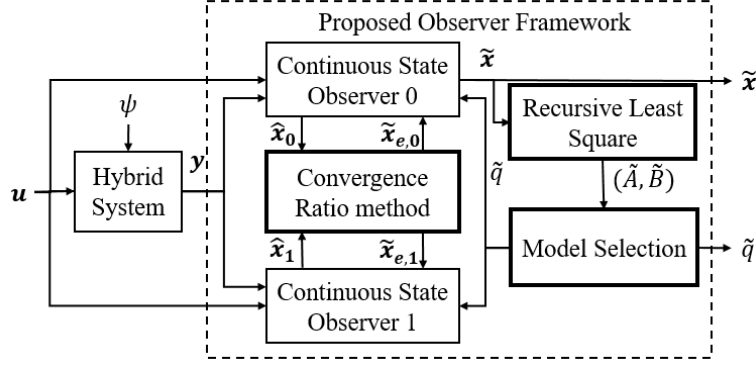 Proposed Observer Framework
Continuous State
Observer 0
x̃
x̃
ψ
Recursive Least
Square
x̂₀
x̃ₑ,₀
y
Hybrid
System
u
Convergence
Ratio method
q̃
(Ã, B̃)
Model Selection
q̃
x̂₁
x̃ₑ,₁
Continuous State
Observer 1